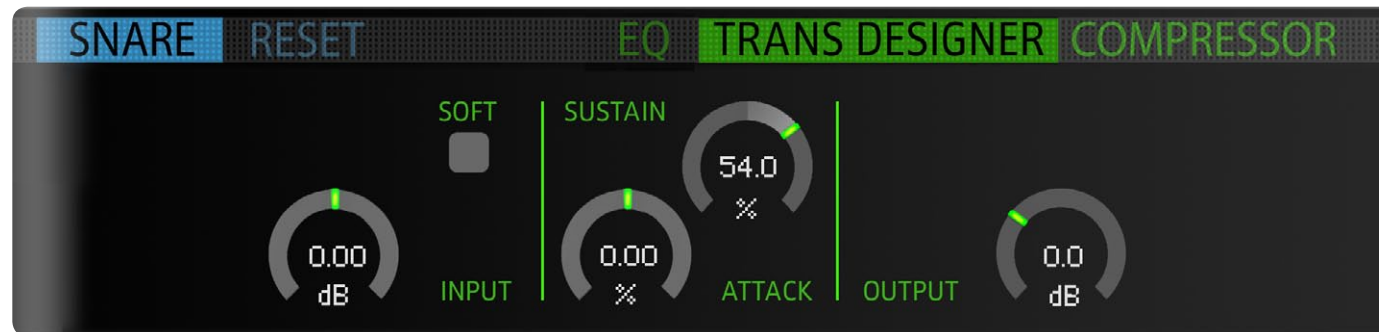 SNARE RESET EQ TRANS DESIGNER COMPRESSOR
SOFT SUSTAIN
54.0
%
0.00 0.00 0.0
dB % dB
INPUT ATTACK OUTPUT